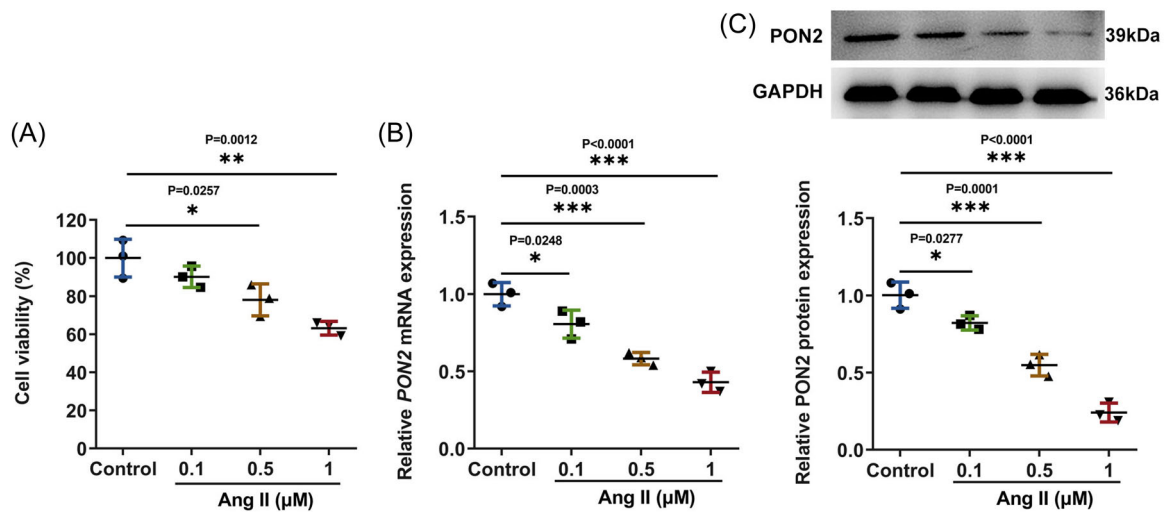 (A)
P=0.0012
**
P=0.0257
*
Cell viability (%)
120
100
80
60
40
20
0
Control
0.1
0.5
1
Ang II (μM)
(B)
P<0.0001
***
P=0.0003
***
P=0.0248
*
Relative PON2 mRNA expression
1.5
1.0
0.5
0.0
Control
0.1
0.5
1
Ang II (μM)
(C)
PON2
39kDa
GAPDH
36kDa
P<0.0001
***
P=0.0001
***
P=0.0277
*
Relative PON2 protein expression
1.5
1.0
0.5
0.0
Control
0.1
0.5
1
Ang II (μM)